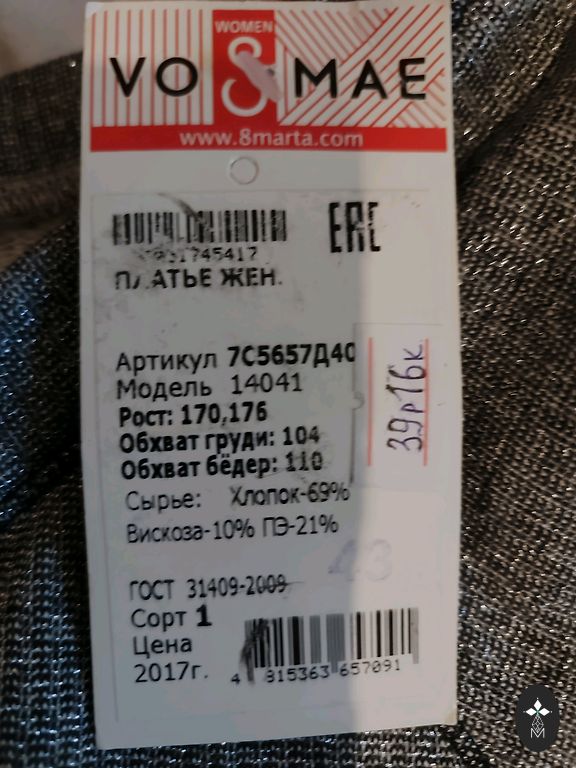 WOMEN
VO 8 MAE
www.8marta.com
EAC
ПЛАТЬЕ ЖЕН.
Артикул 7С5657Д40
Модель 14041
Рост: 170,176
Обхват груди: 104
Обхват бёдер: 110
Сырье: Хлопок-69%
Вискоза-10% ПЭ-21%
39р16к
ГОСТ 31409-2009
Сорт 1
Цена
2017г.
4 815363 657091
M